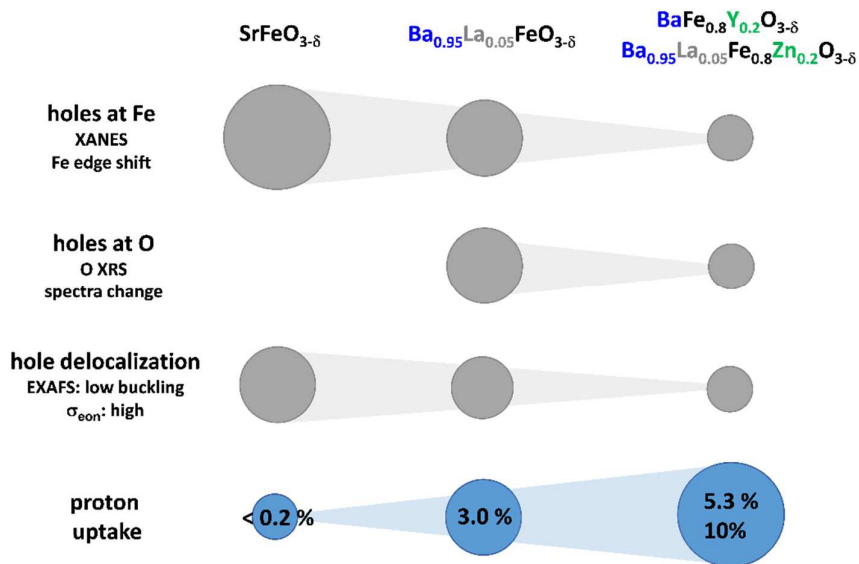 SrFeO₃₋δ
Ba₀.₉₅La₀.₀₅FeO₃₋δ
BaFe₀.₈Y₀.₂O₃₋δ
Ba₀.₉₅La₀.₀₅Fe₀.₈Zn₀.₂O₃₋δ
holes at Fe
XANES
Fe edge shift
holes at O
O XRS
spectra change
hole delocalization
EXAFS: low buckling
σeon: high
proton
uptake
< 0.2 %
3.0 %
5.3 %
10%